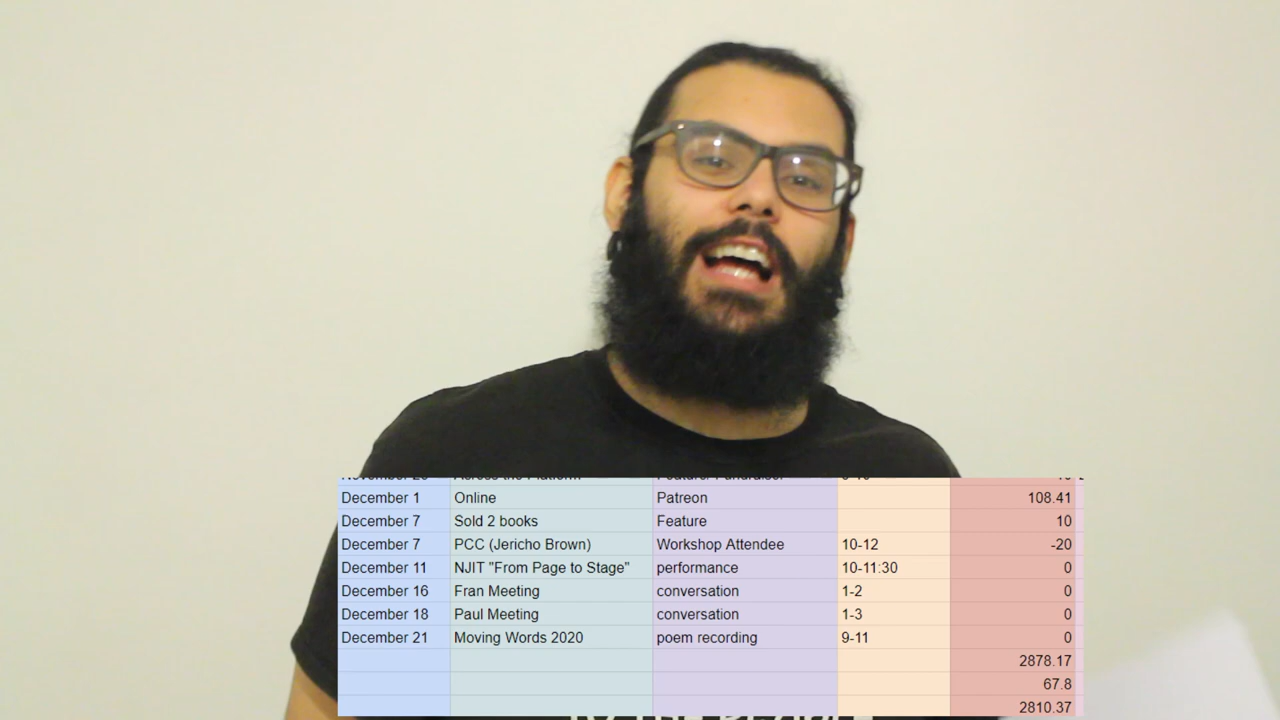 December 1 Online Patreon 108.41
December 7 Sold 2 books Feature 10
December 7 PCC (Jericho Brown) Workshop Attendee 10-12 -20
December 11 NJIT "From Page to Stage" performance 10-11:30 0
December 16 Fran Meeting conversation 1-2 0
December 18 Paul Meeting conversation 1-3 0
December 21 Moving Words 2020 poem recording 9-11 0
2878.17
67.8
2810.37